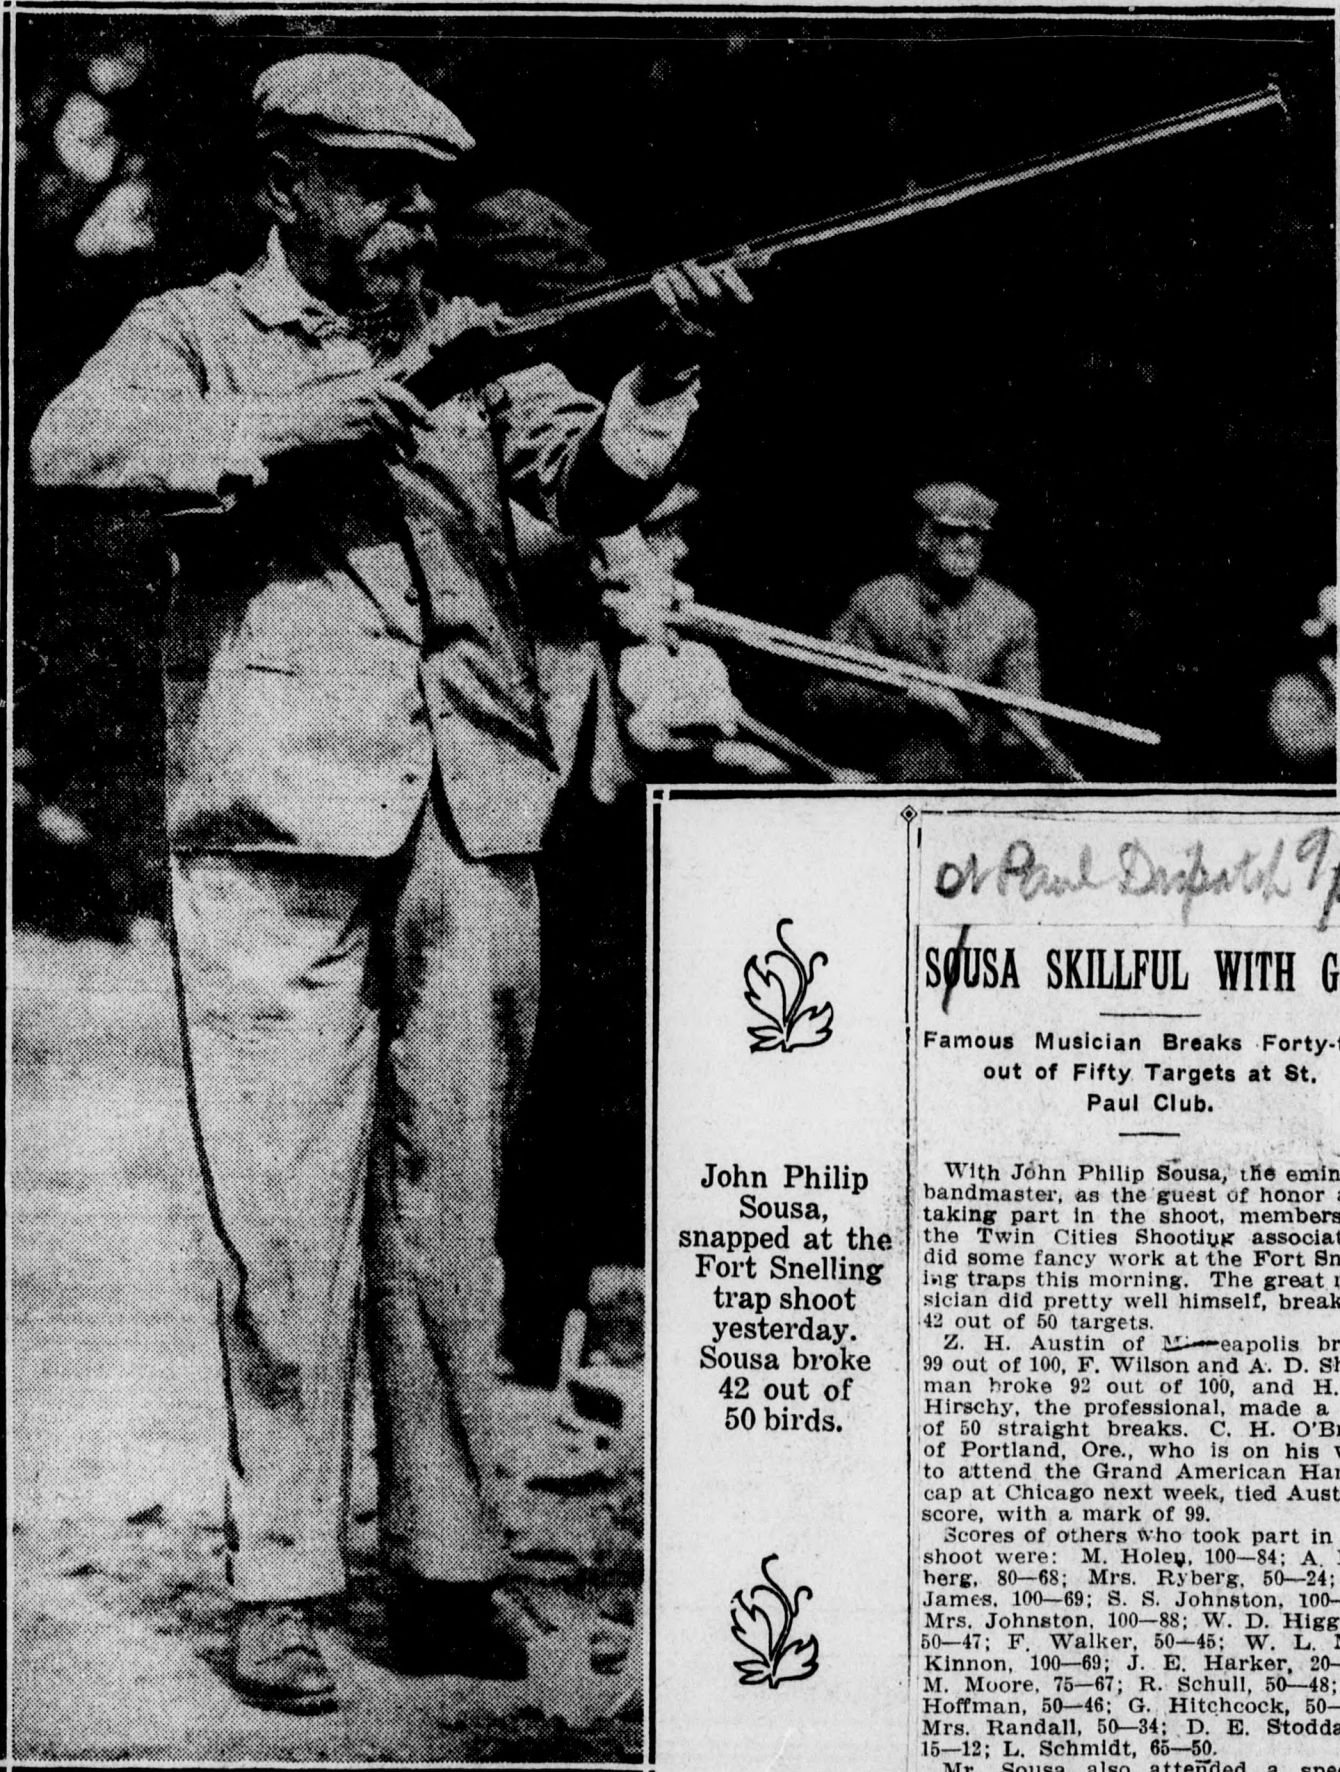 John Philip
Sousa,
snapped at the
Fort Snelling
trap shoot
yesterday.
Sousa broke
42 out of
50 birds.
St Paul Dispatch 9/
SOUSA SKILLFUL WITH G
Famous Musician Breaks Forty-
out of Fifty Targets at St.
Paul Club.
With John Philip Sousa, the emin
bandmaster, as the guest of honor a
taking part in the shoot, members
the Twin Cities Shooting associat
did some fancy work at the Fort Sn
ing traps this morning. The great
sician did pretty well himself, break
42 out of 50 targets.
Z. H. Austin of M eapolis br
99 out of 100, F. Wilson and A. D. Sh
man broke 92 out of 100, and H.
Hirschy, the professional, made a
of 50 straight breaks. C. H. O'Br
of Portland, Ore., who is on his
to attend the Grand American Han
cap at Chicago next week, tied Aust
score, with a mark of 99.
Scores of others who took part in
shoot were: M. Holen, 100—84; A.
berg, 80—68; Mrs. Ryberg, 50—24;
James, 100—69; S. S. Johnston, 100—
Mrs. Johnston, 100—88; W. D. Higg
50—47; F. Walker, 50—45; W. L.
Kinnon, 100—69; J. E. Harker, 20—
M. Moore, 75—67; R. Schull, 50—48;
Hoffman, 50—46; G. Hitchcock, 50—
Mrs. Randall, 50—34; D. E. Stodda
15—12; L. Schmidt, 65—50.
Mr. Sousa also attended a spe